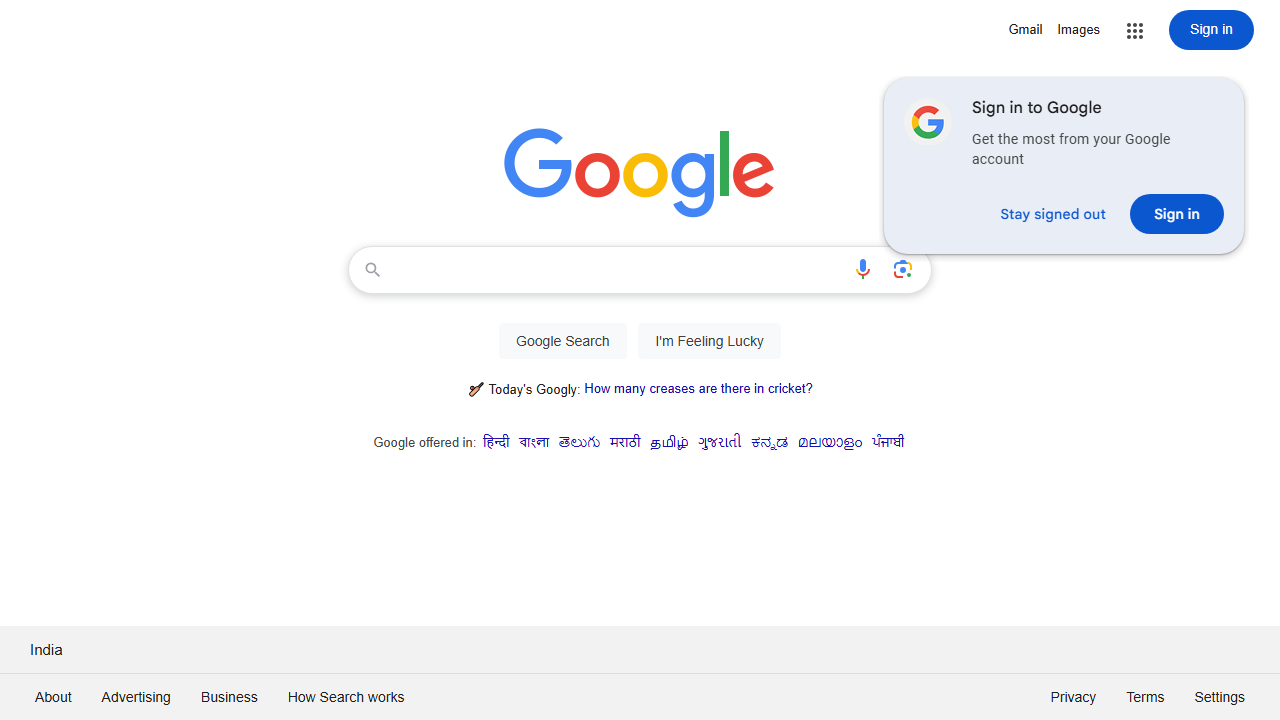 Gmail Images Sign in
Sign in to Google
Get the most from your Google
account
Stay signed out Sign in
Google
Google Search I'm Feeling Lucky
Today's Googly: How many creases are there in cricket?
Google offered in: हिन्दी বাংলা తెలుగు मराठी தமிழ் ગુજરાતી ಕನ್ನಡ മലയാളം ਪੰਜਾਬੀ
India
About Advertising Business How Search works Privacy Terms Settings